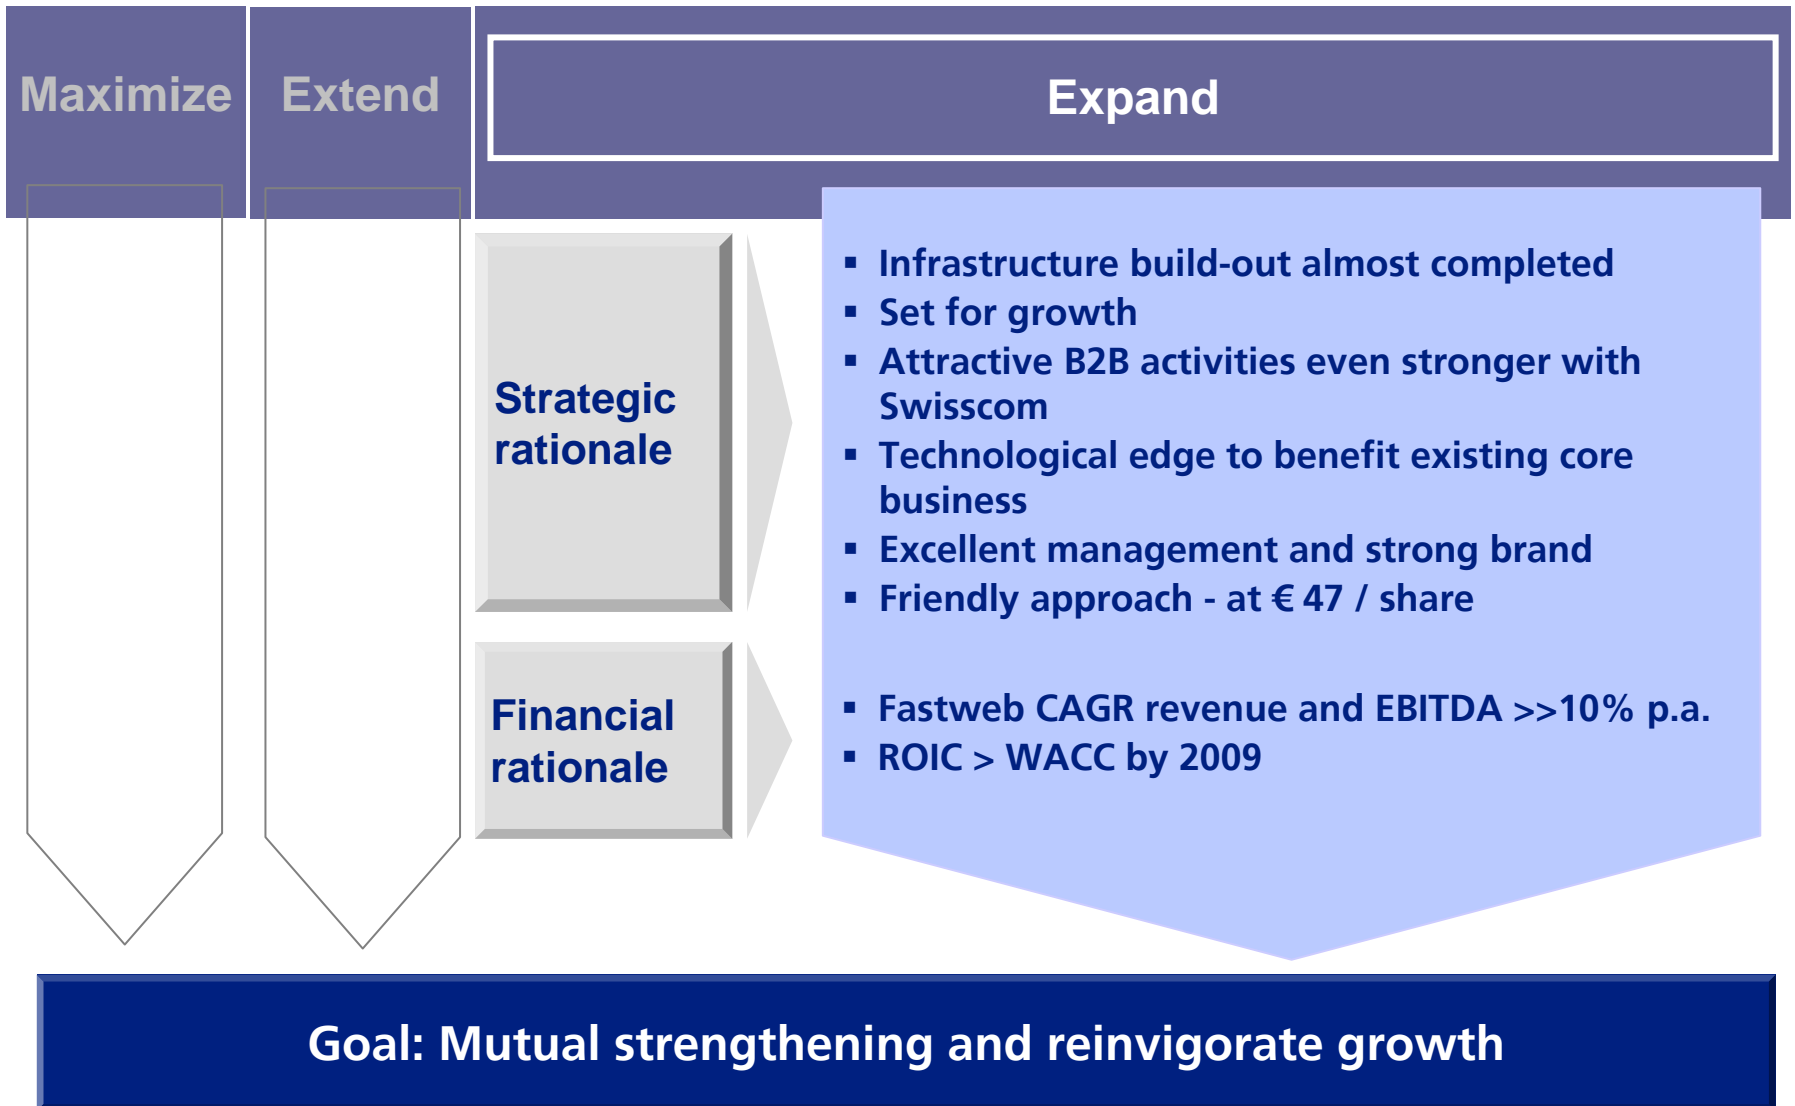 Maximize
Extend
Expand
Strategic
rationale
▪ Infrastructure build-out almost completed
▪ Set for growth
▪ Attractive B2B activities even stronger with
Swisscom
▪ Technological edge to benefit existing core
business
▪ Excellent management and strong brand
▪ Friendly approach - at € 47 / share
Financial
rationale
▪ Fastweb CAGR revenue and EBITDA >>10% p.a.
▪ ROIC > WACC by 2009
Goal: Mutual strengthening and reinvigorate growth